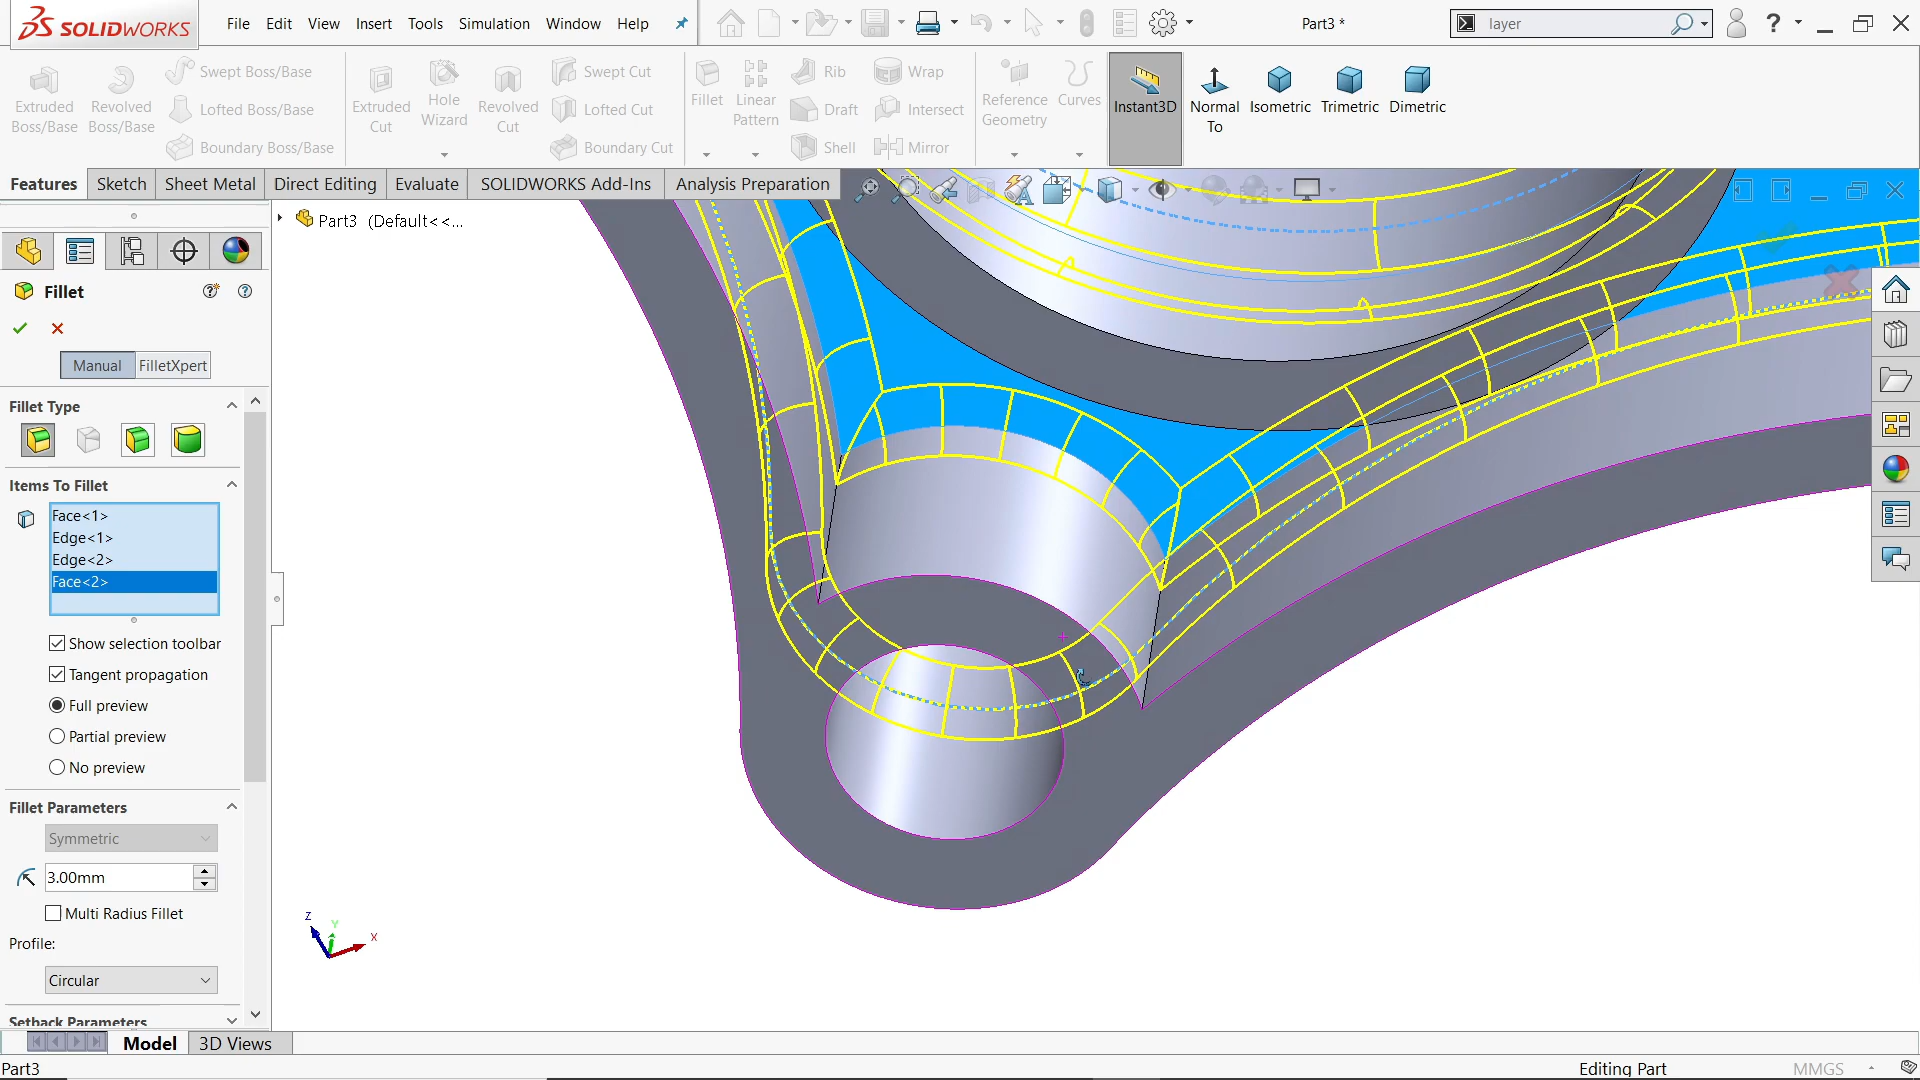 SOLIDWORKS
File Edit View Insert Tools Simulation Window Help
Part3 *
layer
?
Extruded Boss/Base
Revolved Boss/Base
Swept Boss/Base
Lofted Boss/Base
Boundary Boss/Base
Extruded Cut
Hole Wizard
Revolved Cut
Swept Cut
Lofted Cut
Boundary Cut
Fillet
Linear Pattern
Rib
Draft
Shell
Wrap
Intersect
Mirror
Reference Geometry
Curves
Instant3D
Normal To
Isometric
Trimetric
Dimetric
Features Sketch Sheet Metal Direct Editing Evaluate SOLIDWORKS Add-Ins Analysis Preparation
Part3 (Default<<...
Fillet
Manual FilletXpert
Fillet Type
Items To Fillet
Face<1>
Edge<1>
Edge<2>
Face<2>
Show selection toolbar
Tangent propagation
Full preview
Partial preview
No preview
Fillet Parameters
Symmetric
3.00mm
Multi Radius Fillet
Profile:
Circular
Setback Parameters
Z
Y
X
Model 3D Views
Part3
Editing Part
MMGS